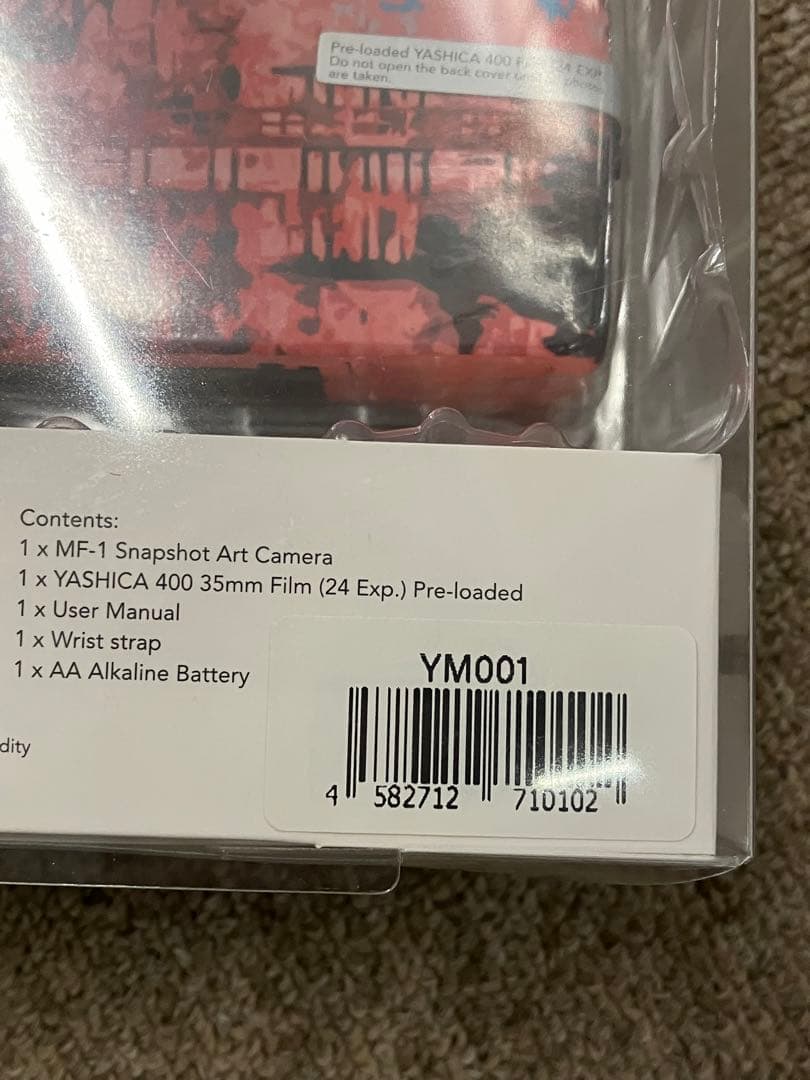 Pre-loaded YASHICA 400 24 EXP
Do not open the back cover
are taken.
Contents:
1 x MF-1 Snapshot Art Camera
1 x YASHICA 400 35mm Film (24 Exp.) Pre-loaded
1 x User Manual
1 x Wrist strap
1 x AA Alkaline Battery
dity
YM001
4 582712 710102